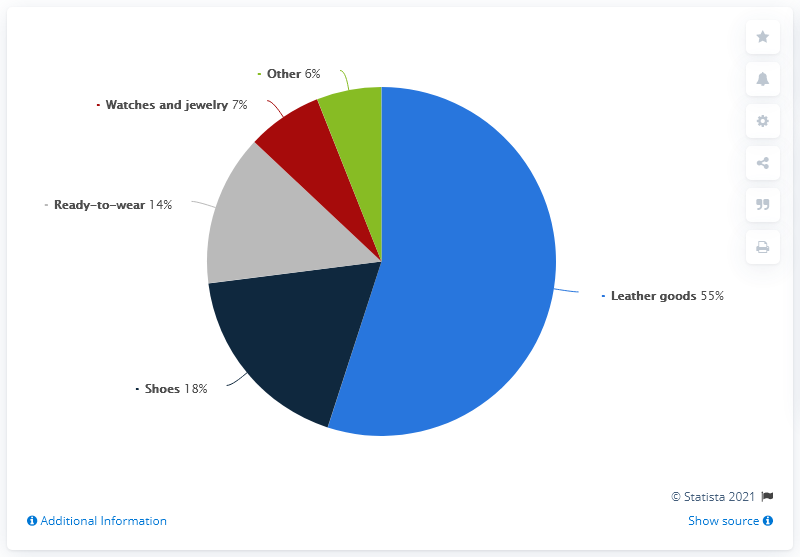 Other 6%
Watches and jewelry 7%
Ready-to-wear 14%
Leather goods 55%
Shoes 18%
© Statista 2021
Additional Information
Show source